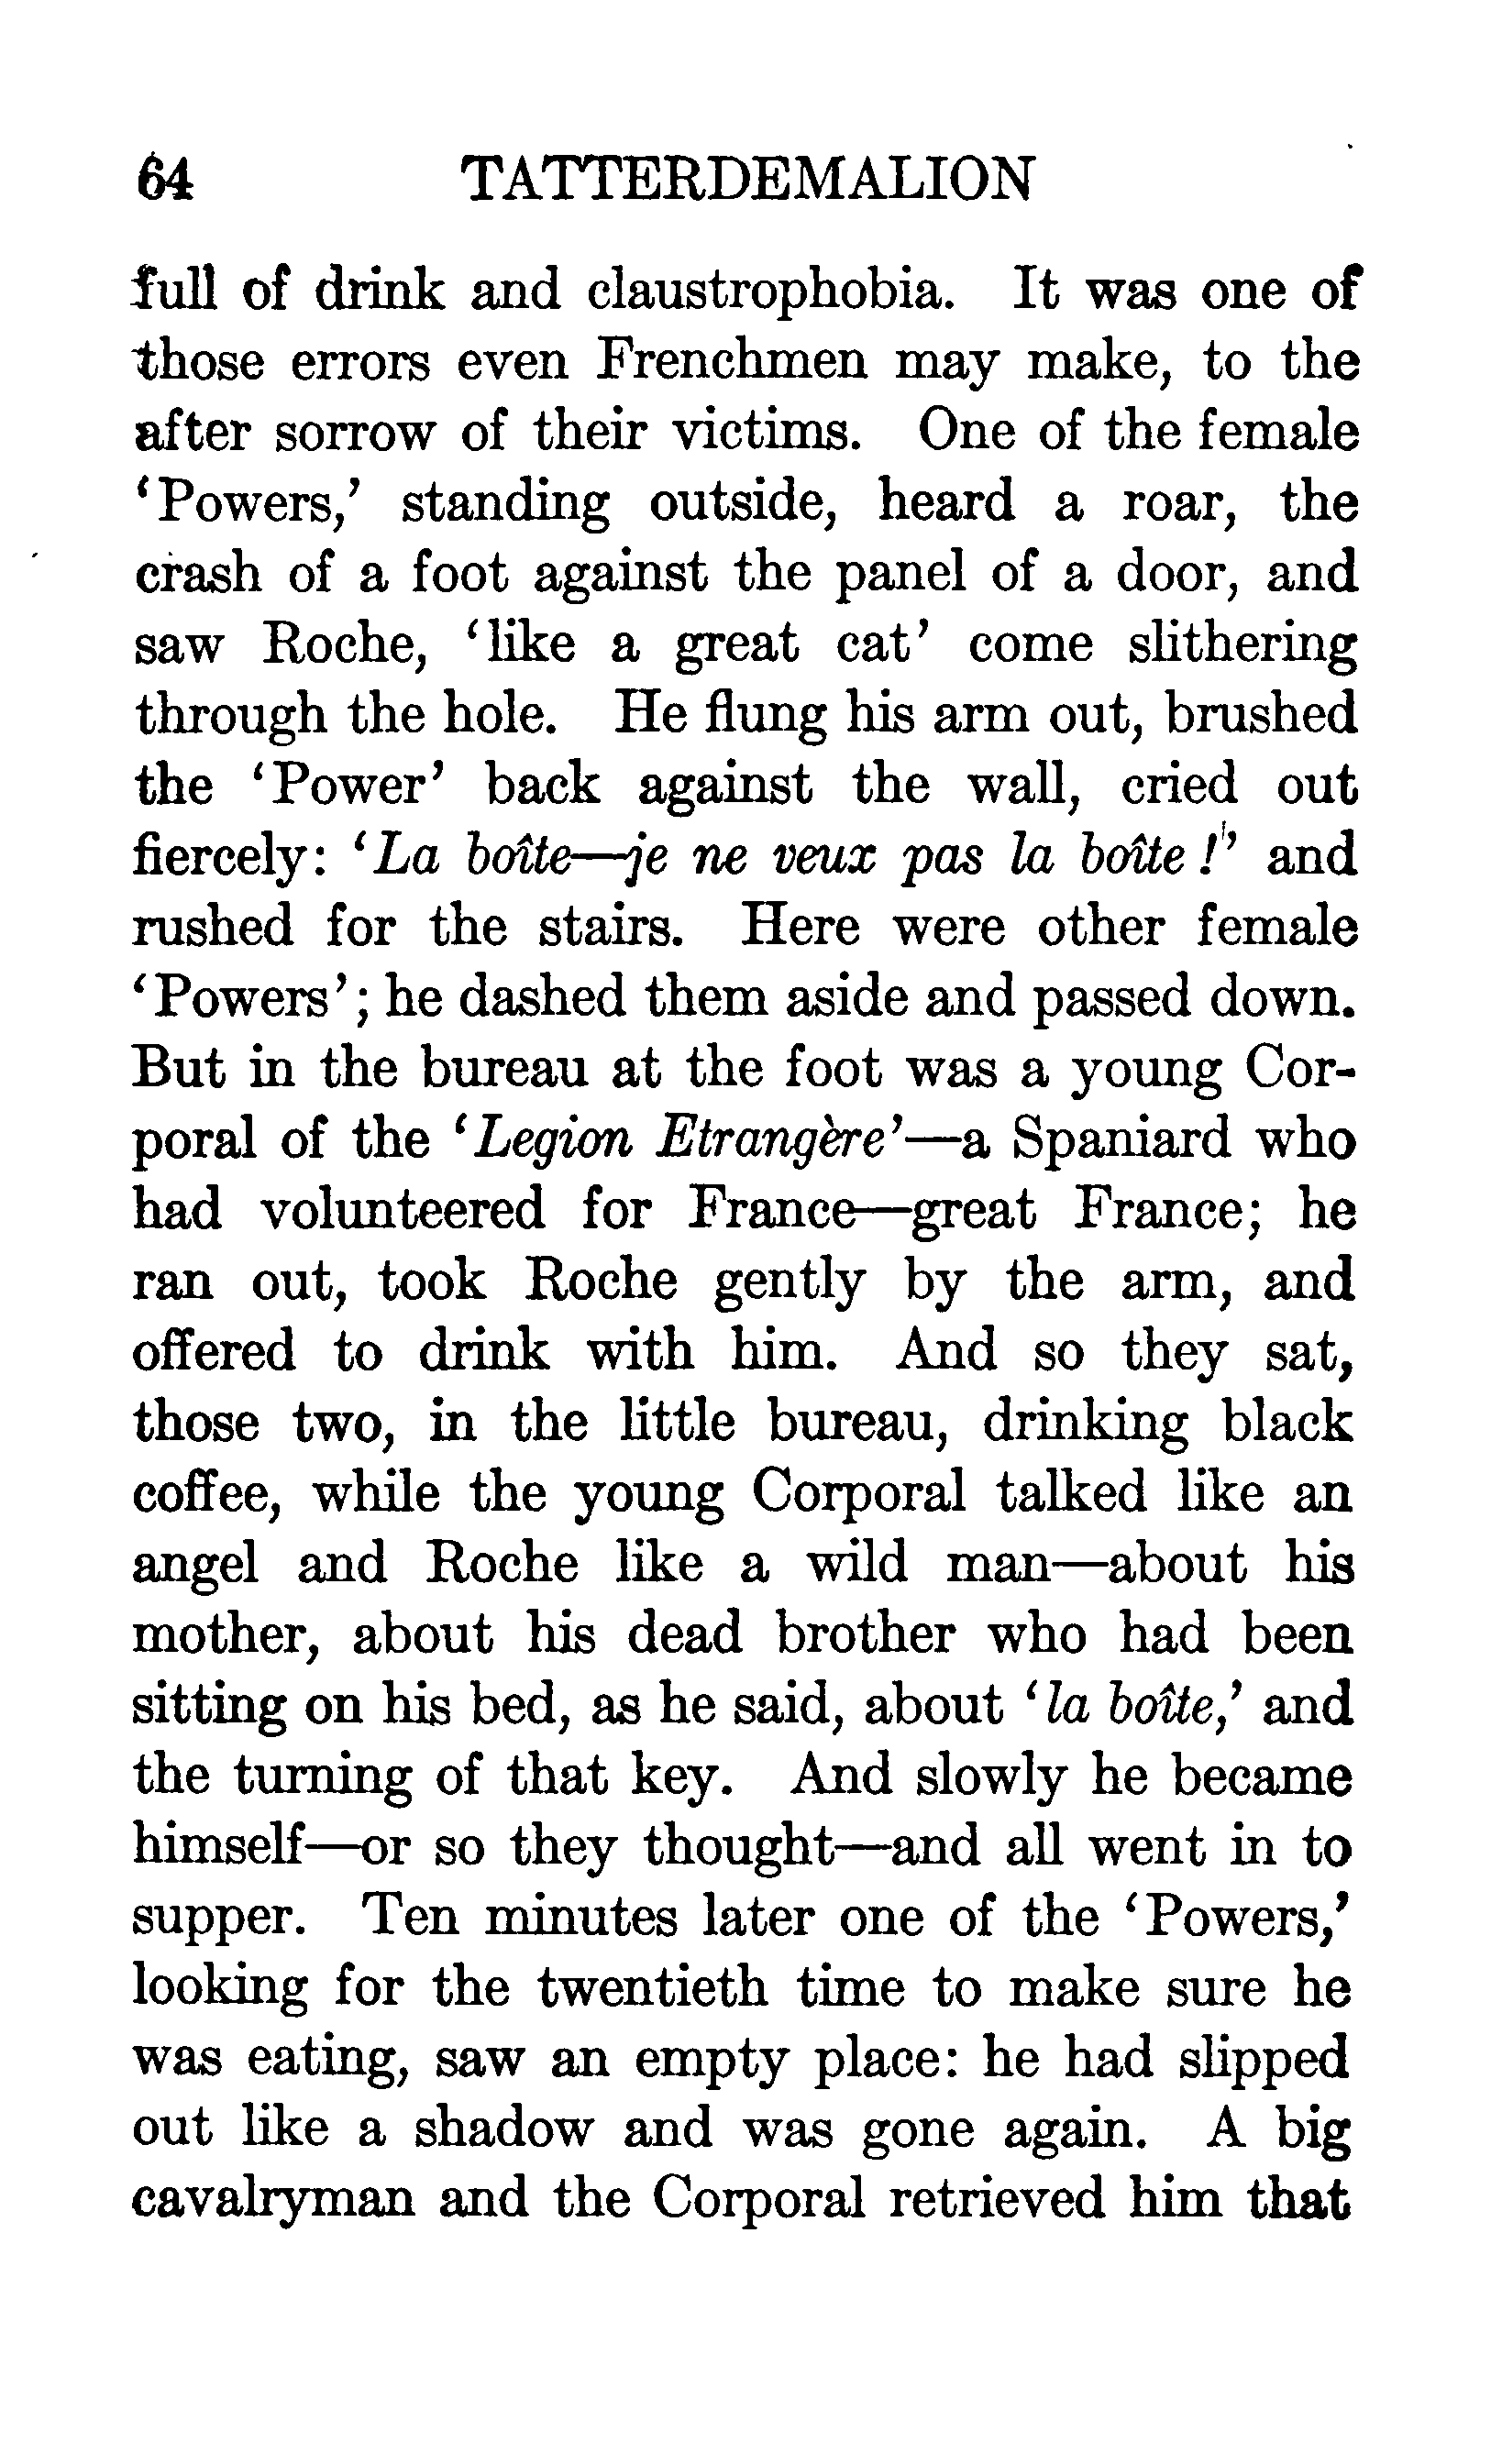 64 TATTERDEMALION
full of drink and claustrophobia. It was one of
those errors even Frenchmen may make, to the
after sorrow of their victims. One of the female
‘Powers,’ standing outside, heard a roar, the
crash of a foot against the panel of a door, and
saw Roche, ‘like a great cat’ come slithering
through the hole. He flung his arm out, brushed
the ‘Power’ back against the wall, cried out
fiercely: ‘La boîte—je ne veux pas la boîte!’ and
rushed for the stairs. Here were other female
‘Powers’; he dashed them aside and passed down.
But in the bureau at the foot was a young Cor-
poral of the ‘Legion Etrangère’—a Spaniard who
had volunteered for France—great France; he
ran out, took Roche gently by the arm, and
offered to drink with him. And so they sat,
those two, in the little bureau, drinking black
coffee, while the young Corporal talked like an
angel and Roche like a wild man—about his
mother, about his dead brother who had been
sitting on his bed, as he said, about ‘la boîte,’ and
the turning of that key. And slowly he became
himself—or so they thought—and all went in to
supper. Ten minutes later one of the ‘Powers,’
looking for the twentieth time to make sure he
was eating, saw an empty place: he had slipped
out like a shadow and was gone again. A big
cavalryman and the Corporal retrieved him that